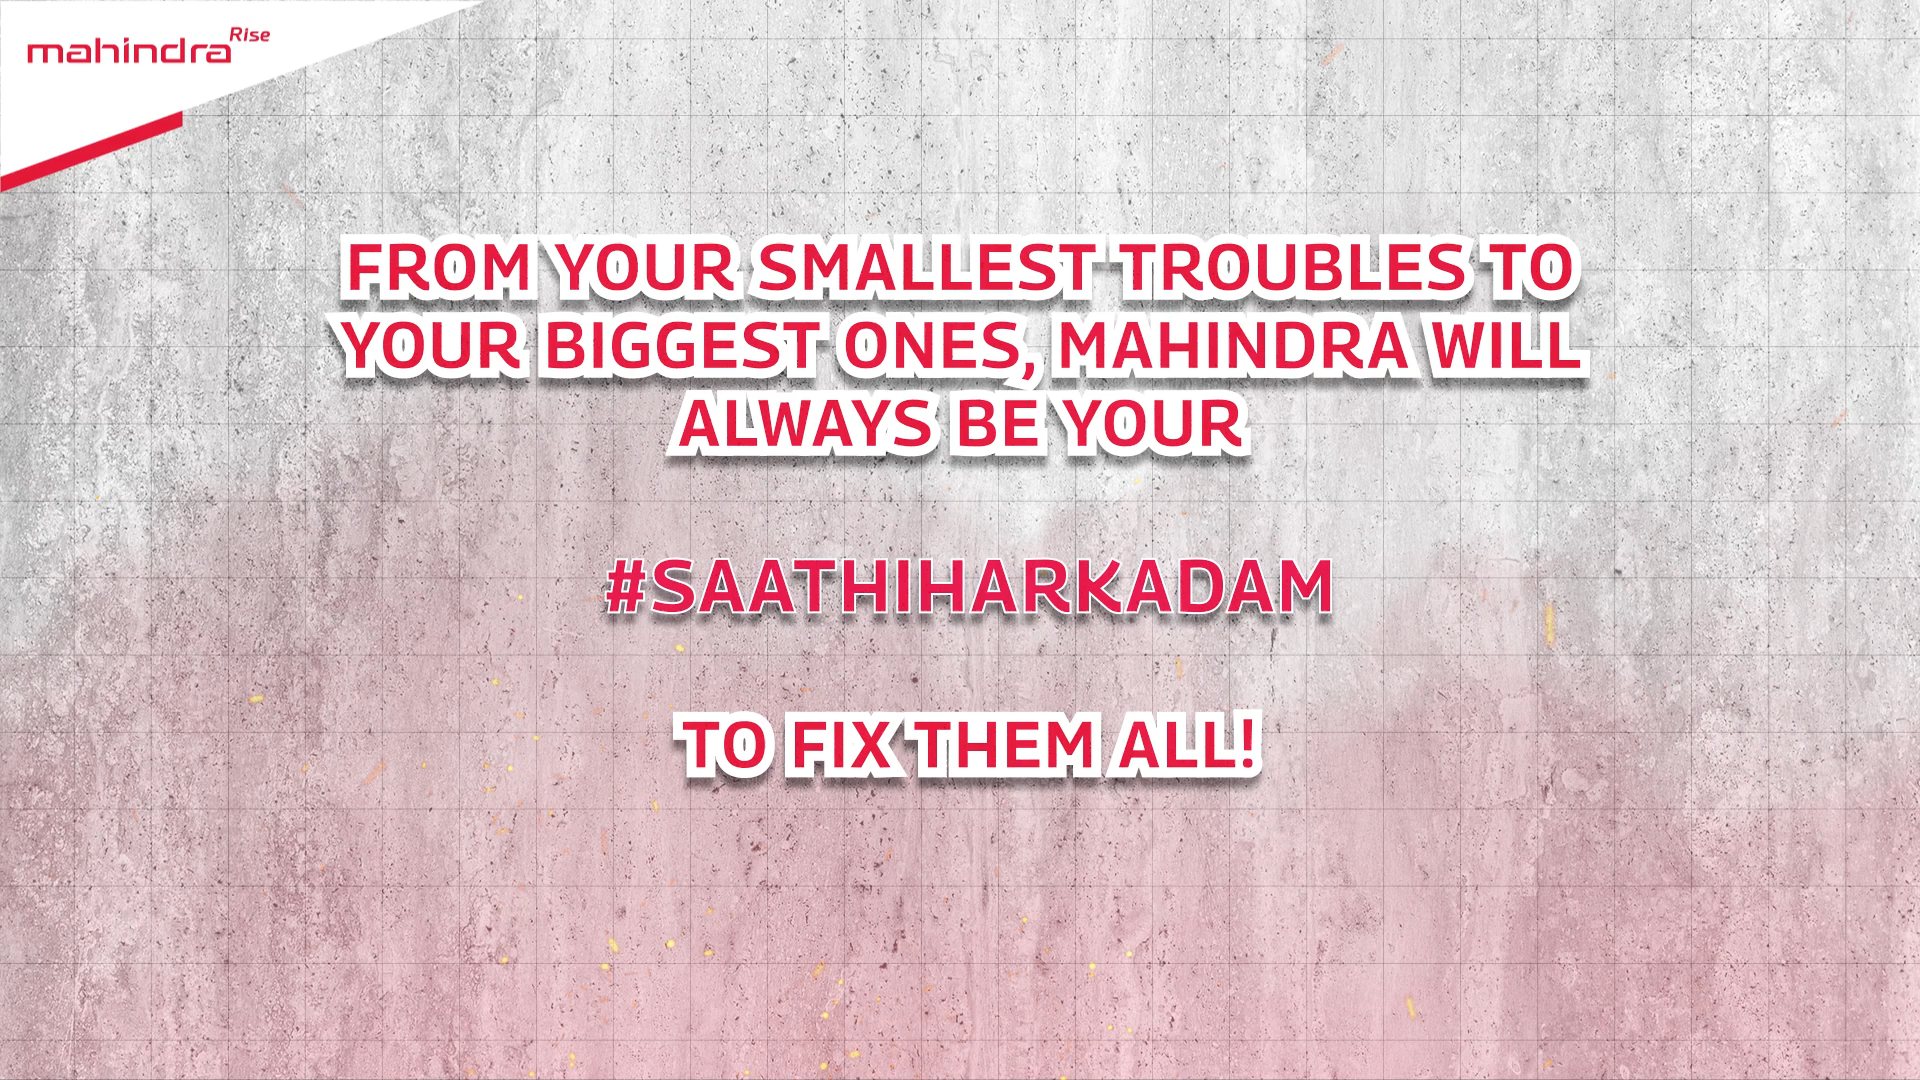 mahindra Rise
FROM YOUR SMALLEST TROUBLES TO
YOUR BIGGEST ONES, MAHINDRA WILL
ALWAYS BE YOUR
#SAATHIHARKADAM
TO FIX THEM ALL!